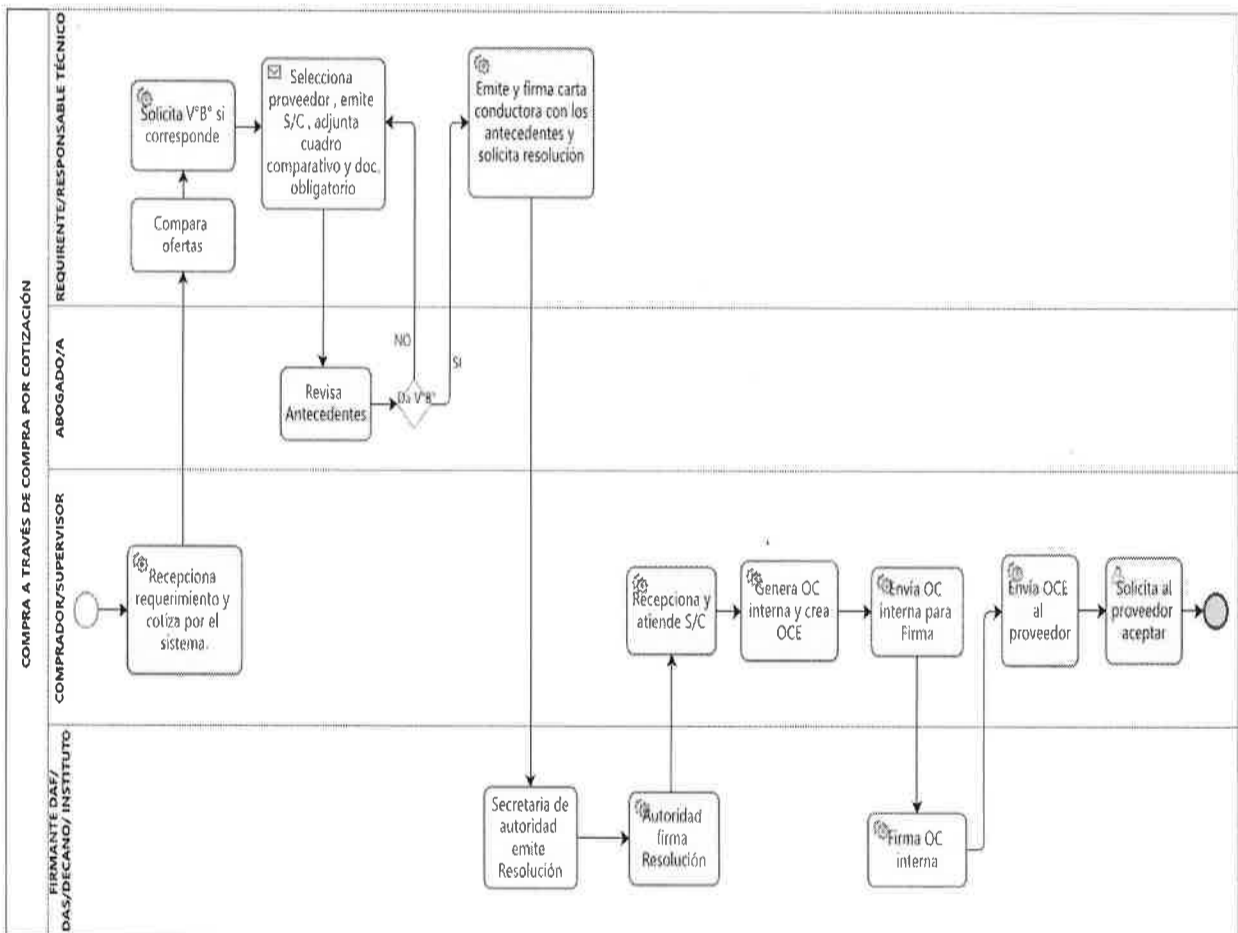 COMPRA A TRAVÉS DE COMPRA POR COTIZACIÓN
REQUIRENTE/RESPONSABLE TÉCNICO
Solicita V°B° si
corresponde
Compara
ofertas
Selecciona
proveedor , emite
S/C , adjunta
cuadro
comparativo y doc.
obligatorio
Emite y firma carta
conductora con los
antecedentes y
solicita resolución
ABOGADO/A
Revisa
Antecedentes
Da V°B°
NO
SI
COMPRADOR/SUPERVISOR
Recepciona
requerimiento y
cotiza por el
sistema.
Recepciona y
atiende S/C
Genera OC
interna y crea
OCE
Envía OC
interna para
Firma
Envía OCE
al
proveedor
Solicita al
proveedor
aceptar
FIRMANTE DAF/
DAS/DECANO/ INSTITUTO
Secretaria de
autoridad
emite
Resolución
Autoridad
firma
Resolución
Firma OC
interna